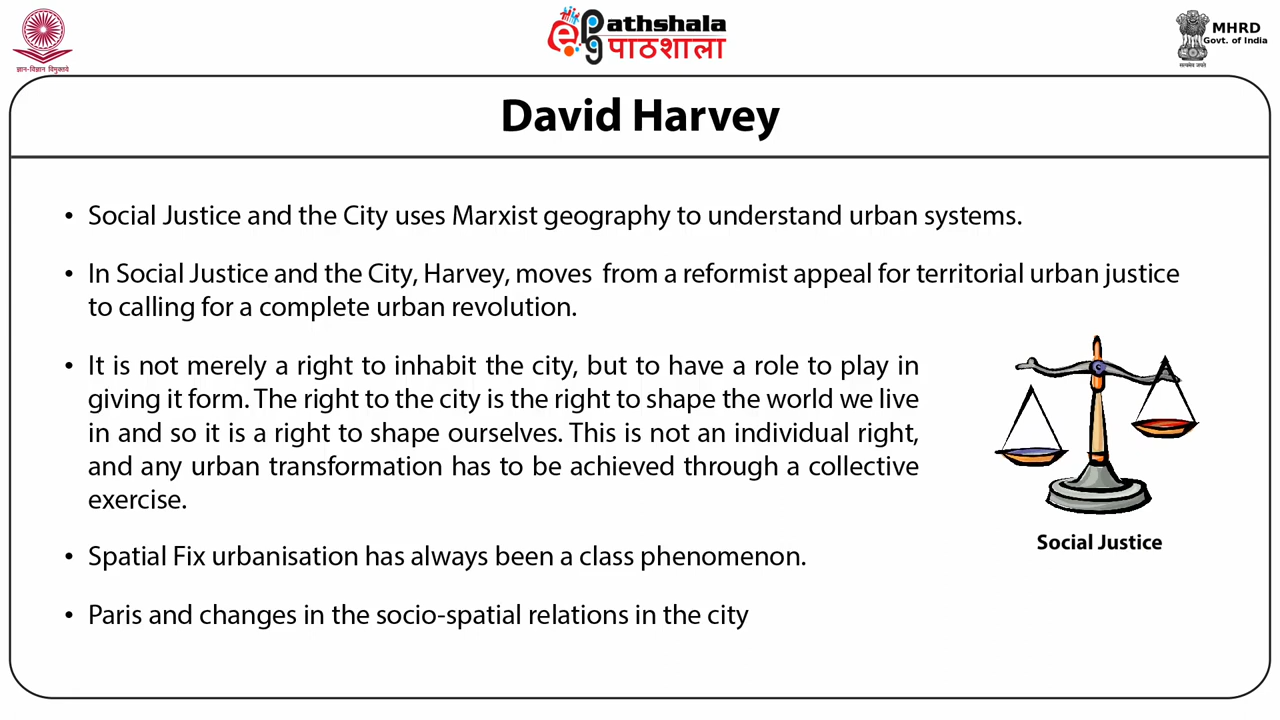 ज्ञान-विज्ञान विमुक्तये
ePathshala
पाठशाला
MHRD
Govt. of India
सत्यमेव जयते
David Harvey
• Social Justice and the City uses Marxist geography to understand urban systems.
• In Social Justice and the City, Harvey, moves from a reformist appeal for territorial urban justice
to calling for a complete urban revolution.
• It is not merely a right to inhabit the city, but to have a role to play in
giving it form. The right to the city is the right to shape the world we live
in and so it is a right to shape ourselves. This is not an individual right,
and any urban transformation has to be achieved through a collective
exercise.
Social Justice
• Spatial Fix urbanisation has always been a class phenomenon.
• Paris and changes in the socio-spatial relations in the city